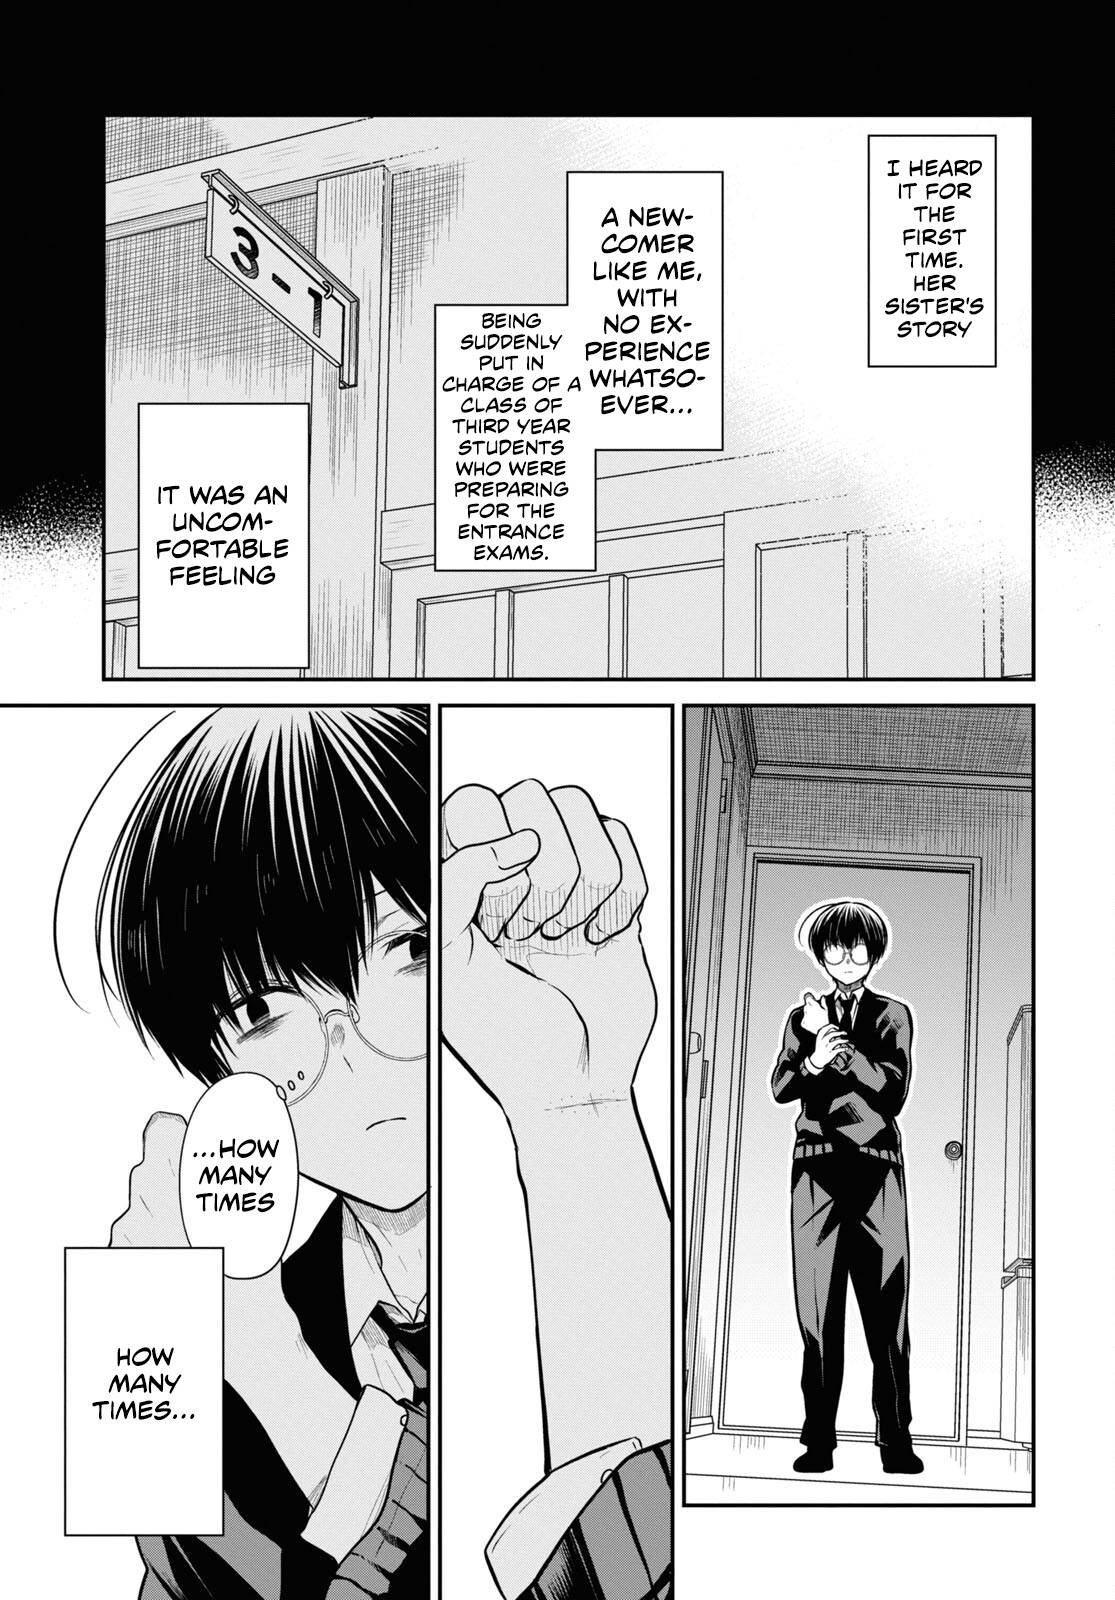 I HEARD
IT FOR
THE
FIRST
TIME.
HER
SISTER'S
STORY
A NEW-
COMER
LIKE ME,
WITH
NO EX-
PERIENCE
WHATSO-
EVER...
BEING
SUDDENLY
PUT IN
CHARGE OF A
CLASS OF
THIRD YEAR
STUDENTS
WHO WERE
PREPARING
FOR THE
ENTRANCE
EXAMS.
3-1
IT WAS AN
UNCOM-
FORTABLE
FEELING
...HOW
MANY
TIMES
HOW
MANY
TIMES...